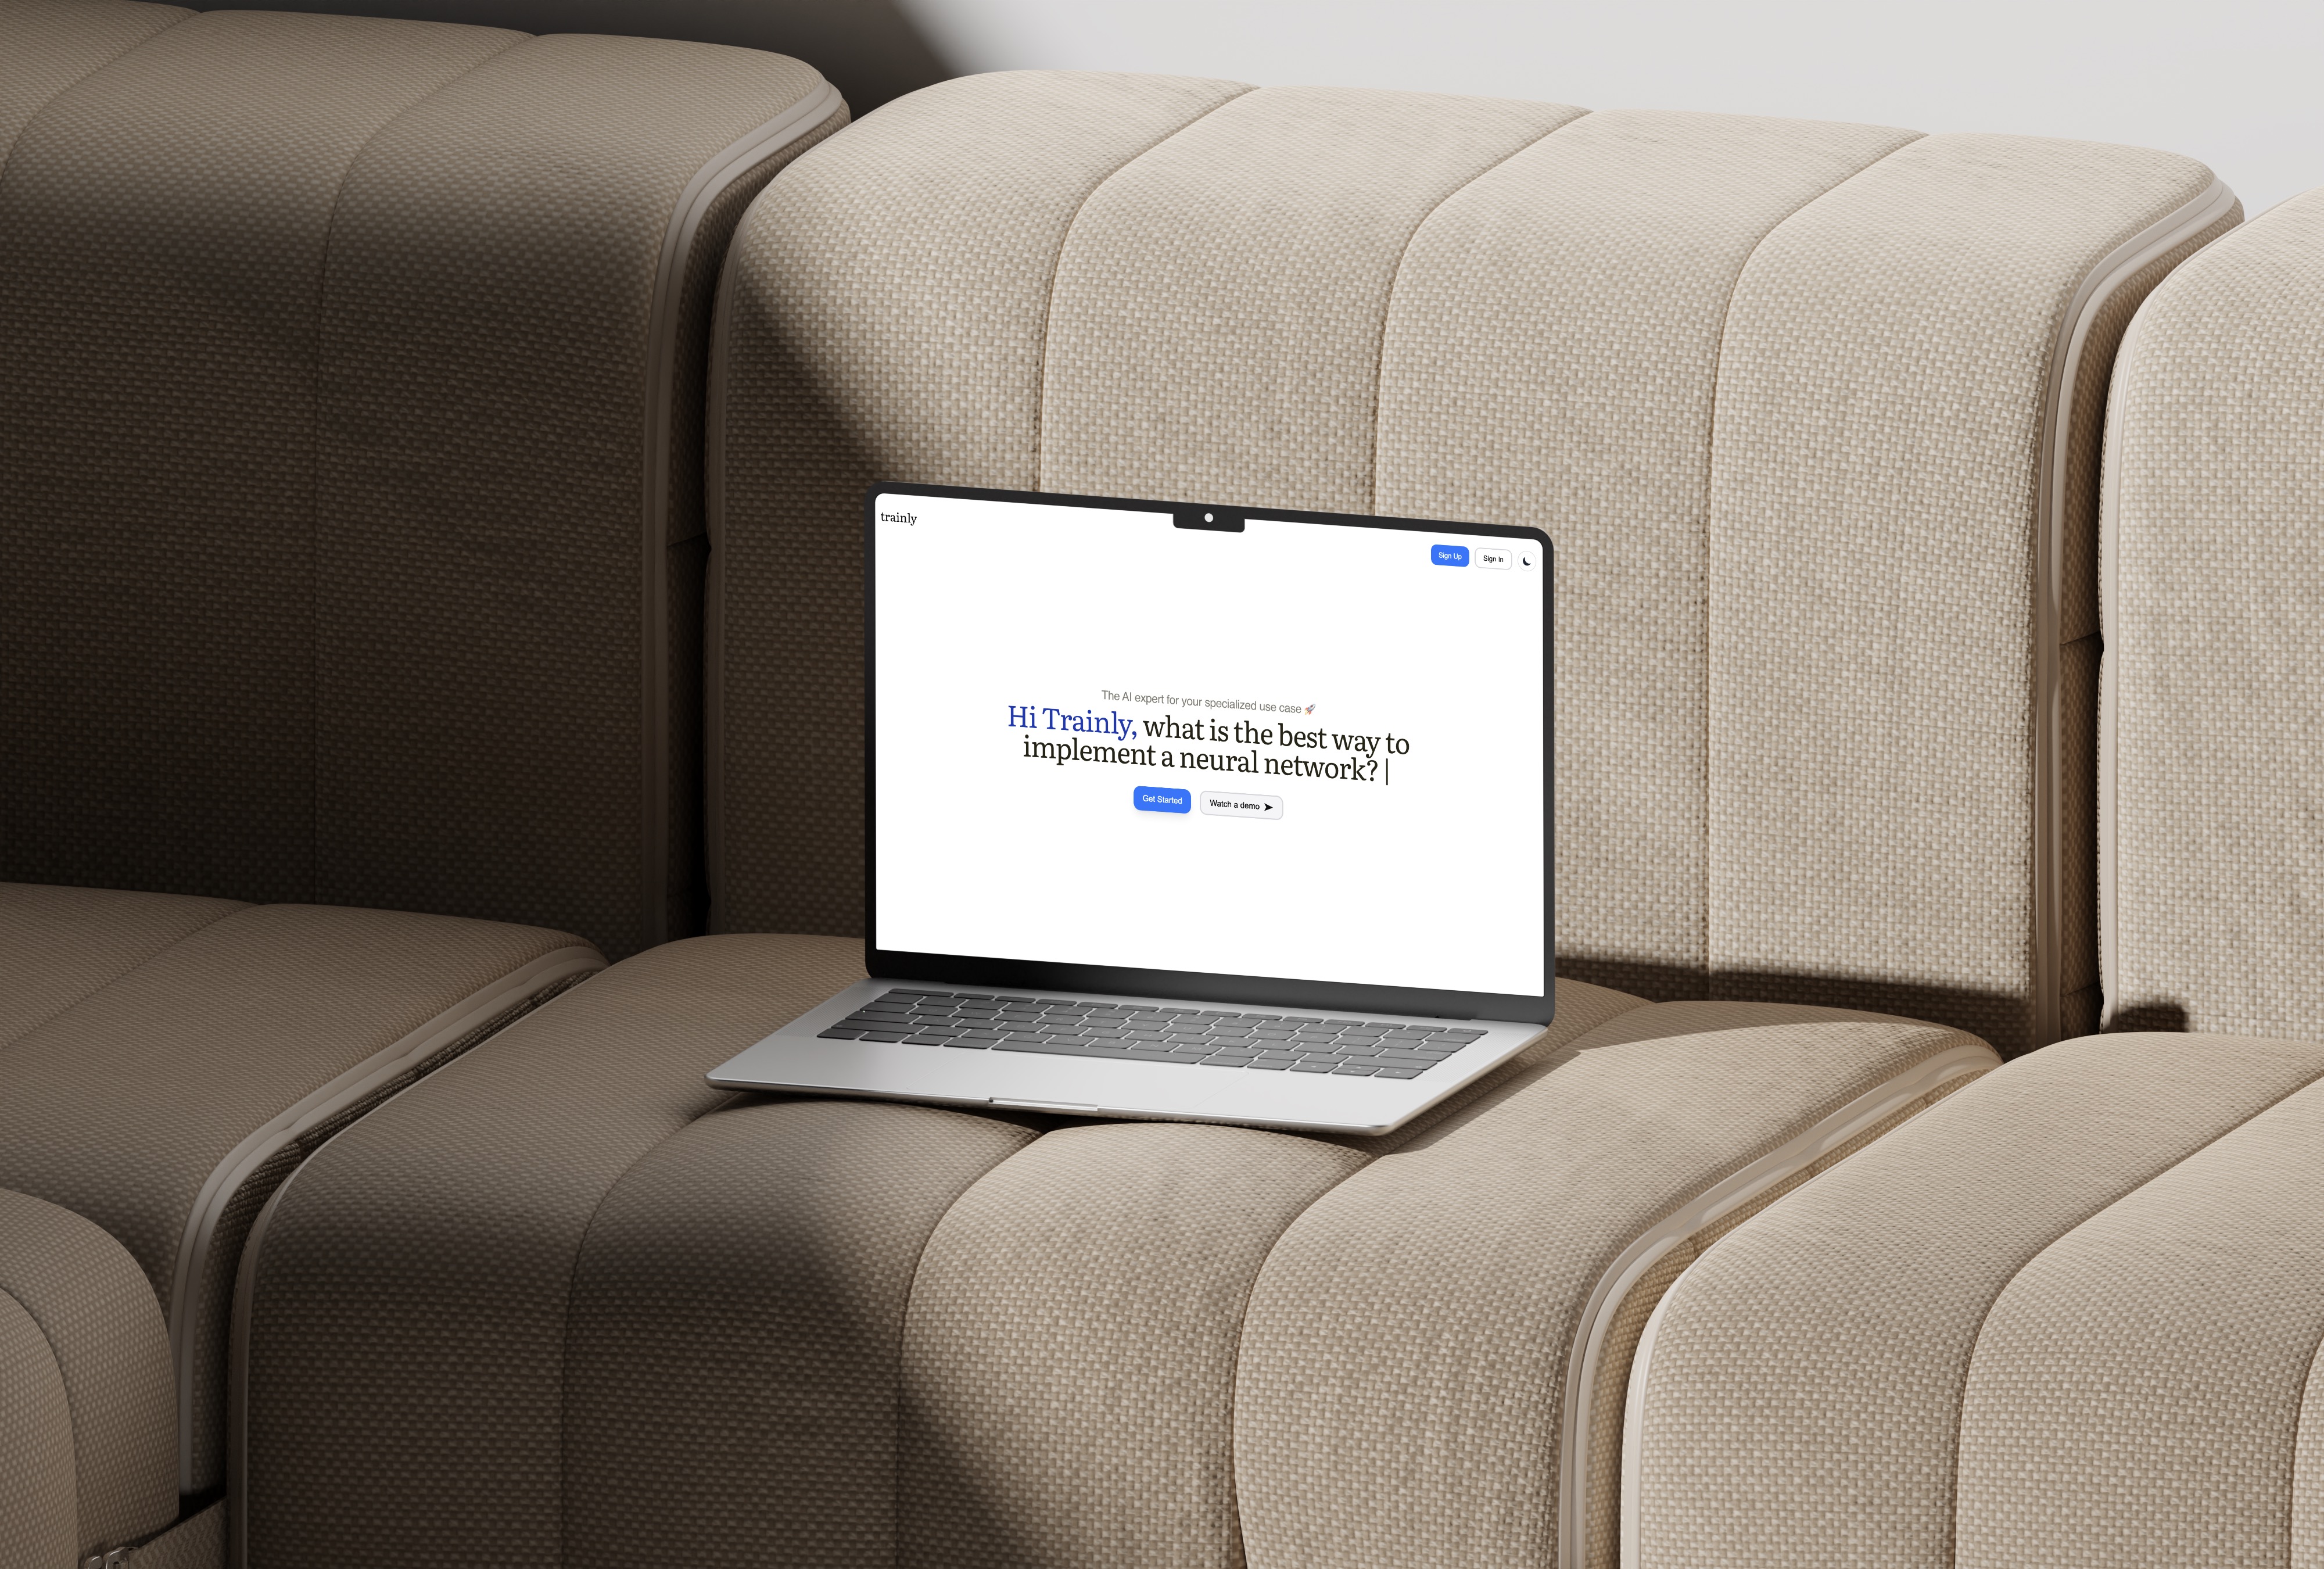 trainly
Sign Up
Sign In
The AI expert for your specialized use case 🚀
Hi Trainly, what is the best way to
implement a neural network? |
Get Started
Watch a demo ➤